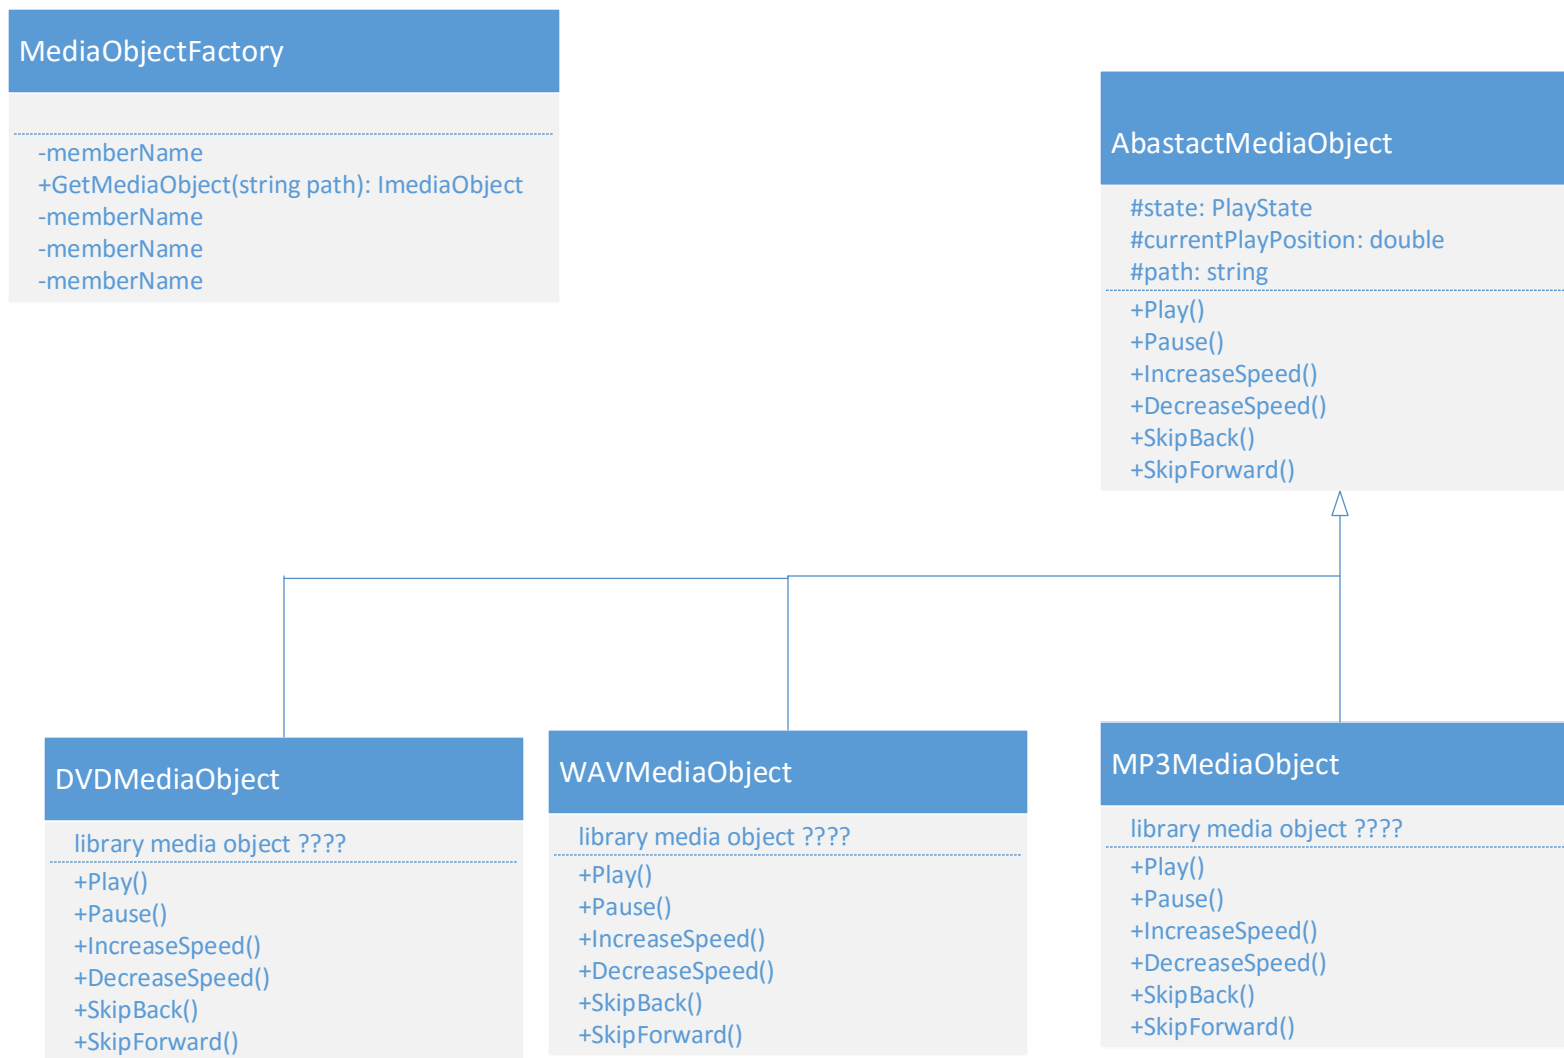 MediaObjectFactory
-memberName
+GetMediaObject(string path): ImediaObject
-memberName
-memberName
-memberName
AbastactMediaObject
#state: PlayState
#currentPlayPosition: double
#path: string
+Play()
+Pause()
+IncreaseSpeed()
+DecreaseSpeed()
+SkipBack()
+SkipForward()
DVDMediaObject
library media object ????
+Play()
+Pause()
+IncreaseSpeed()
+DecreaseSpeed()
+SkipBack()
+SkipForward()
WAVMediaObject
library media object ????
+Play()
+Pause()
+IncreaseSpeed()
+DecreaseSpeed()
+SkipBack()
+SkipForward()
MP3MediaObject
library media object ????
+Play()
+Pause()
+IncreaseSpeed()
+DecreaseSpeed()
+SkipBack()
+SkipForward()